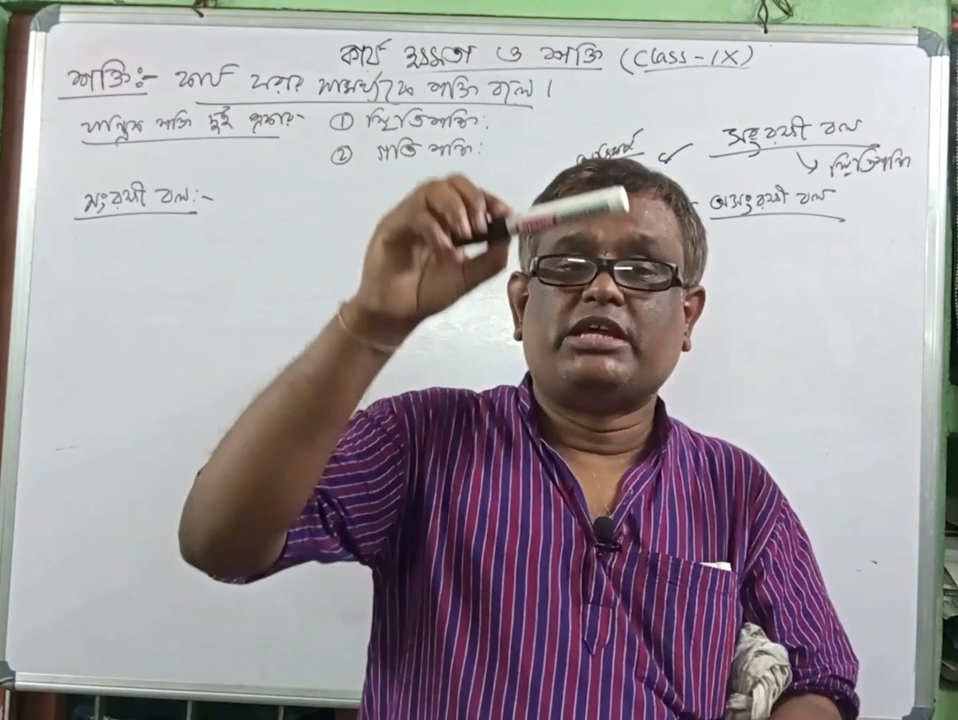 কার্য ক্ষমতা ও শক্তি (Class-IX)
শক্তিঃ- কার্য করার সামর্থ্যকে শক্তি বলে।
যান্ত্রিক শক্তি দুই প্রকার- ① স্থিতিশক্তি:
② গতি শক্তি:
সংরক্ষী বল
↳ স্থিতিশক্তি
সংরক্ষী বল:-
অসংরক্ষী বল